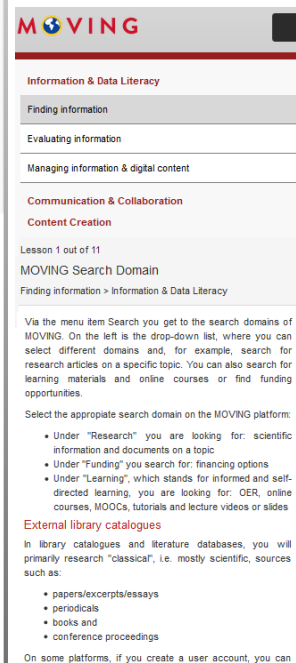 MOVING
Information & Data Literacy
Finding information
Evaluating information
Managing information & digital content
Communication & Collaboration
Content Creation
Lesson 1 out of 11
MOVING Search Domain
Finding information > Information & Data Literacy
Via the menu item Search you get to the search domains of
MOVING. On the left is the drop-down list, where you can
select different domains and, for example, search for
research articles on a specific topic. You can also search for
learning materials and online courses or find funding
opportunities.
Select the appropiate search domain on the MOVING platform:
• Under "Research" you are looking for: scientific
information and documents on a topic
• Under "Funding" you search for: financing options
• Under "Learning", which stands for informed and self-
directed learning, you are looking for: OER, online
courses, MOOCs, tutorials and lecture videos or slides
External library catalogues
In library catalogues and literature databases, you will
primarily research "classical", i.e. mostly scientific, sources
such as:
• papers/excerpts/essays
• periodicals
• books and
• conference proceedings
On some platforms, if you create a user account, you can